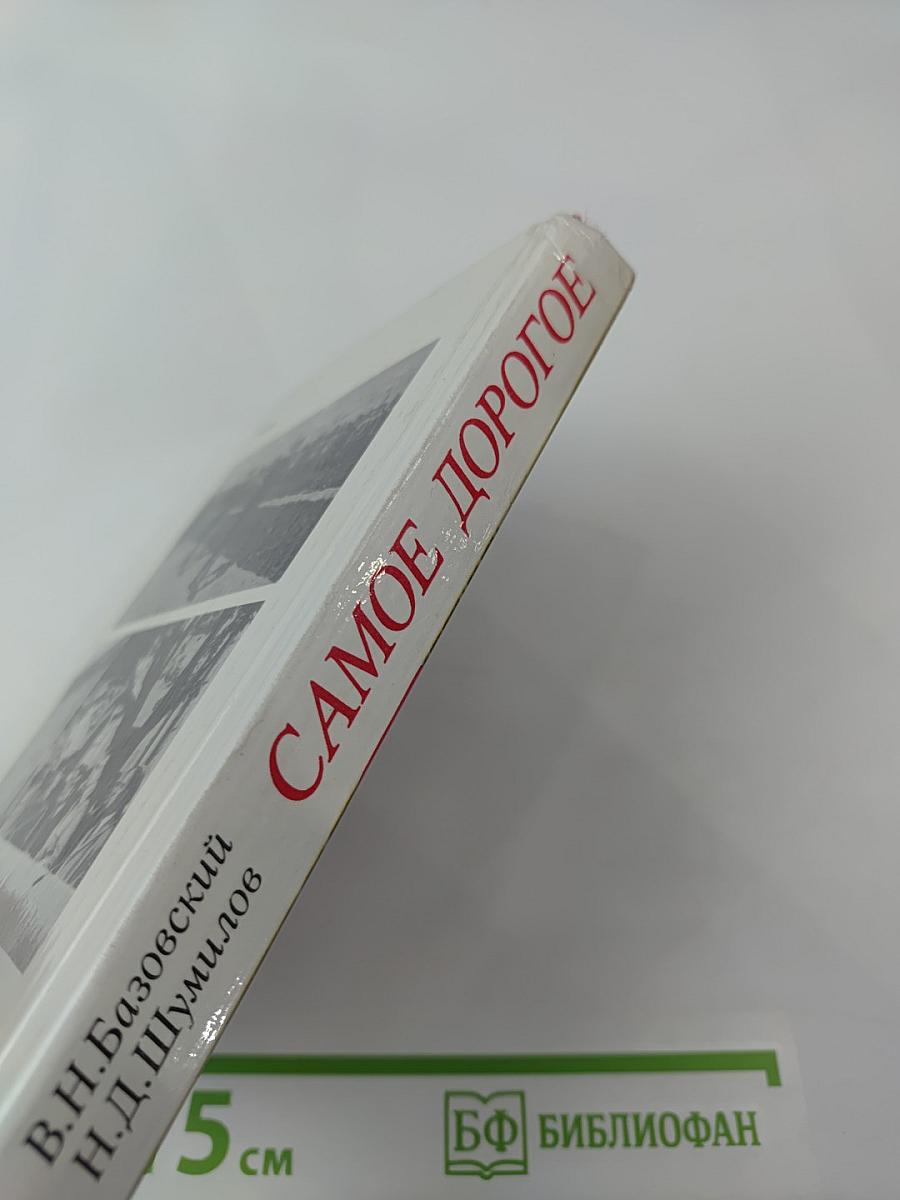 САМОЕ ДОРОГОЕ
В.Н.Базовский
Н.Д.Шумилов
5 см
БФ БИБЛИОФАН